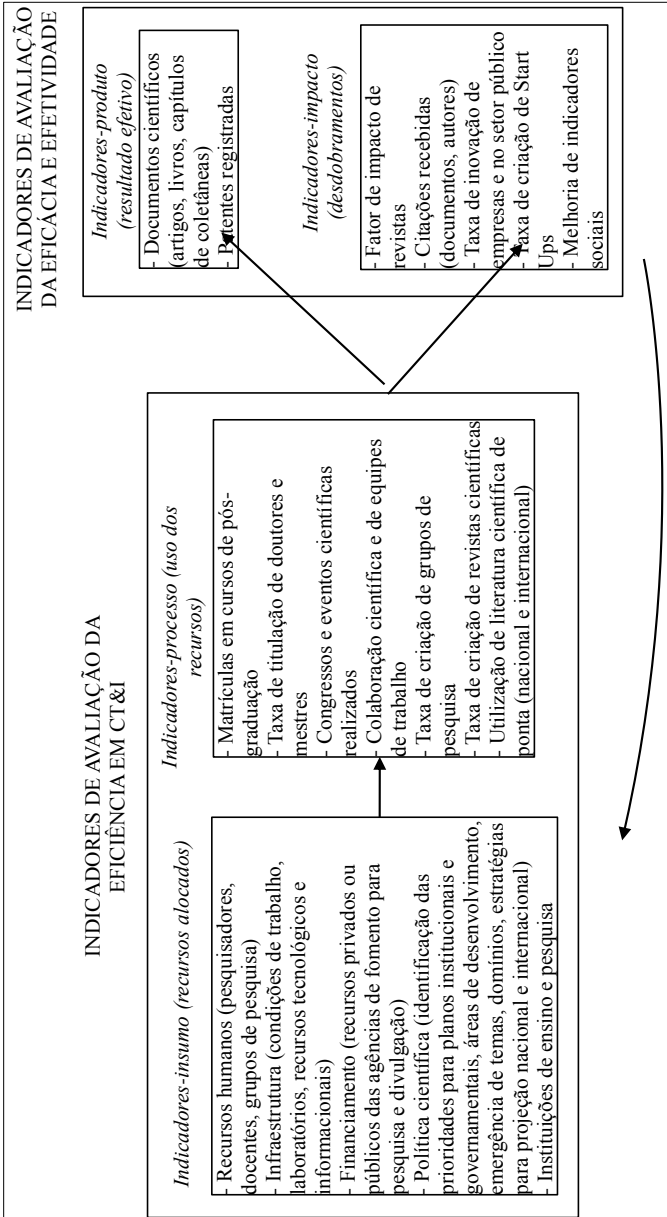 INDICADORES DE AVALIAÇÃO DA
EFICIÊNCIA EM CT&I
Indicadores-insumo (recursos alocados)
- Recursos humanos (pesquisadores,
docentes, grupos de pesquisa)
- Infraestrutura (condições de trabalho,
laboratórios, recursos tecnológicos e
informacionais)
- Financiamento (recursos privados ou
públicos das agências de fomento para
pesquisa e divulgação)
- Política científica (identificação das
prioridades para planos institucionais e
governamentais, áreas de desenvolvimento,
emergência de temas, domínios, estratégias
para projeção nacional e internacional)
- Instituições de ensino e pesquisa
Indicadores-processo (uso dos
recursos)
- Matrículas em cursos de pós-
graduação
- Taxa de titulação de doutores e
mestres
- Congressos e eventos científicas
realizados
- Colaboração científica e de equipes
de trabalho
- Taxa de criação de grupos de
pesquisa
- Taxa de criação de revistas científicas
- Utilização de literatura científica de
ponta (nacional e internacional)
INDICADORES DE AVALIAÇÃO
DA EFICÁCIA E EFETIVIDADE
Indicadores-produto
(resultado efetivo)
- Documentos científicos
(artigos, livros, capítulos
de coletâneas)
- Patentes registradas
Indicadores-impacto
(desdobramentos)
- Fator de impacto de
revistas
- Citações recebidas
(documentos, autores)
- Taxa de inovação de
empresas e no setor público
- Taxa de criação de Start
Ups
- Melhoria de indicadores
sociais